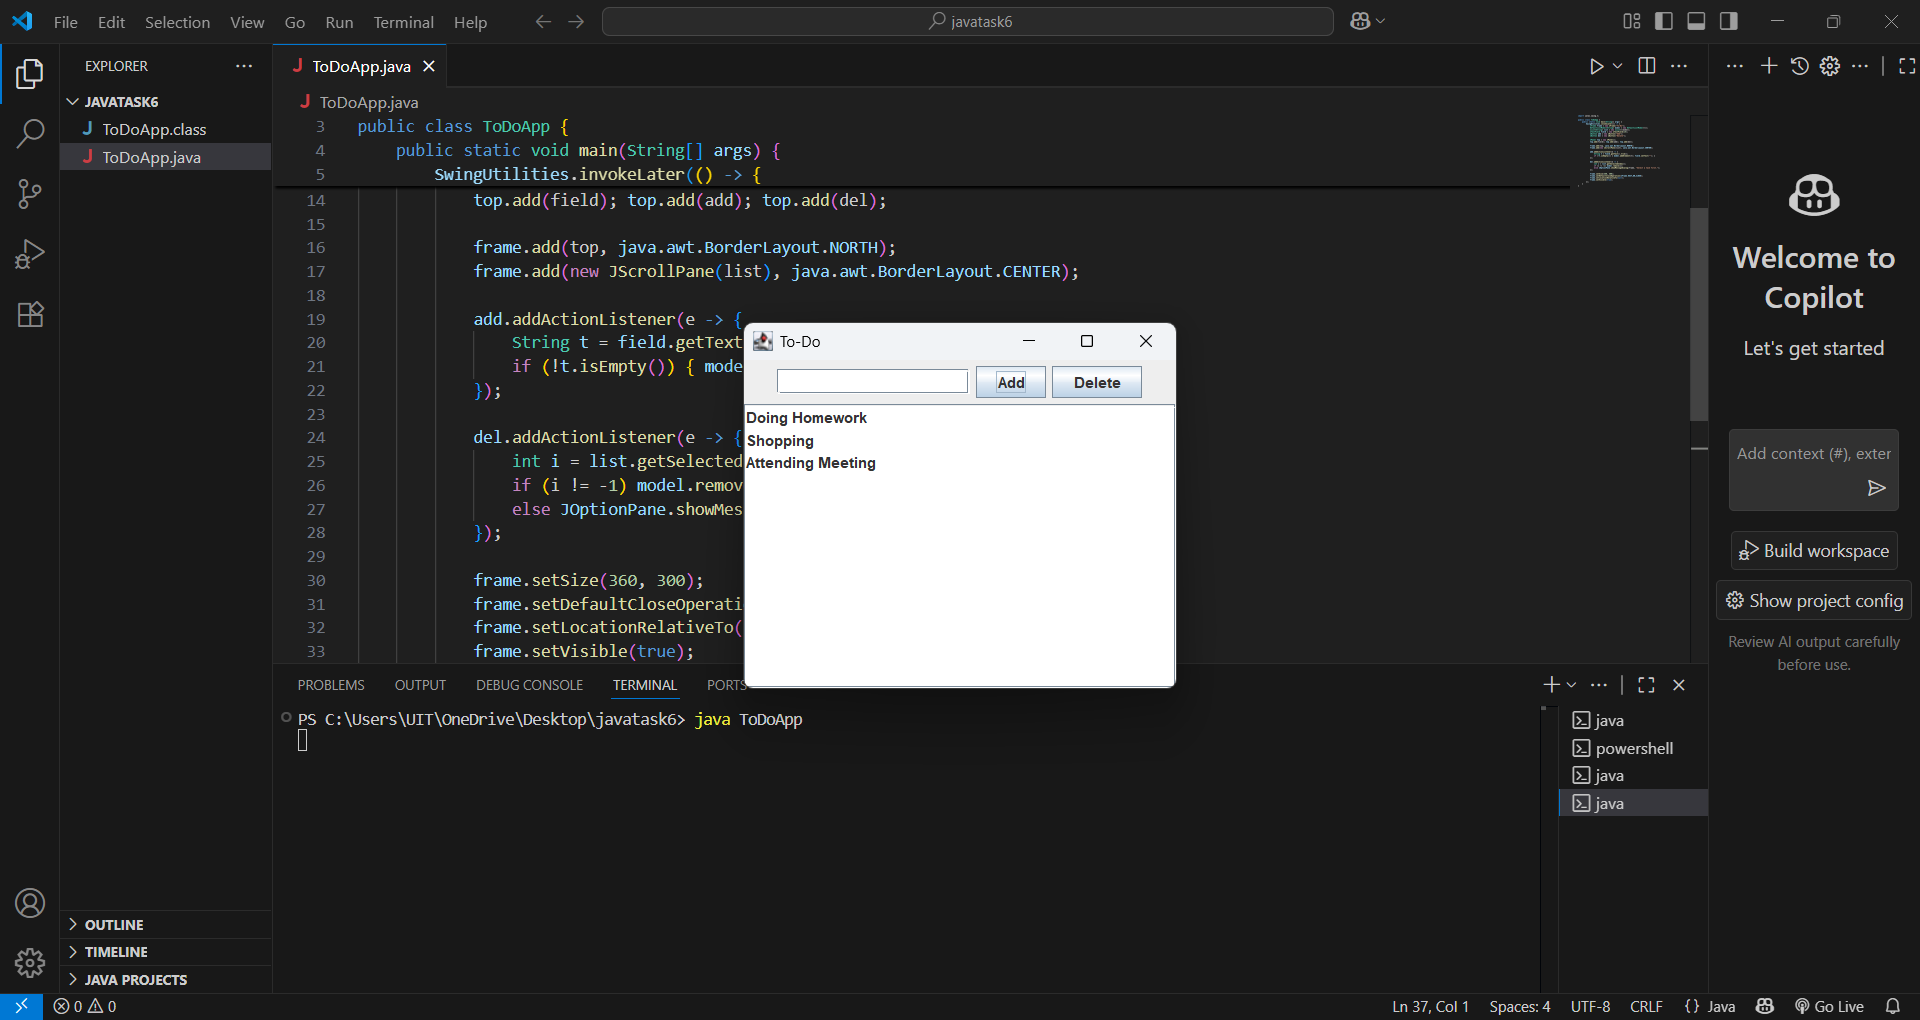 File Edit Selection View Go Run Terminal Help
javatask6
EXPLORER
JAVATASK6
J ToDoApp.class
J ToDoApp.java
OUTLINE
TIMELINE
JAVA PROJECTS
J ToDoApp.java
J ToDoApp.java
3 public class ToDoApp {
4 public static void main(String[] args) {
5 SwingUtilities.invokeLater(() -> {
14 top.add(field); top.add(add); top.add(del);
15
16 frame.add(top, java.awt.BorderLayout.NORTH);
17 frame.add(new JScrollPane(list), java.awt.BorderLayout.CENTER);
18
19 add.addActionListener(e -> {
20 String t = field.getText
21 if (!t.isEmpty()) { mode
22 });
23
24 del.addActionListener(e -> {
25 int i = list.getSelected
26 if (i != -1) model.remov
27 else JOptionPane.showMes
28 });
29
30 frame.setSize(360, 300);
31 frame.setDefaultCloseOperati
32 frame.setLocationRelativeTo(
33 frame.setVisible(true);
To-Do
Add Delete
Doing Homework
Shopping
Attending Meeting
PROBLEMS OUTPUT DEBUG CONSOLE TERMINAL PORTS
PS C:\Users\UIT\OneDrive\Desktop\javatask6> java ToDoApp
java
powershell
java
java
Welcome to
Copilot
Let's get started
Add context (#), exter
Build workspace
Show project config
Review AI output carefully
before use.
0 0
Ln 37, Col 1 Spaces: 4 UTF-8 CRLF {} Java Go Live